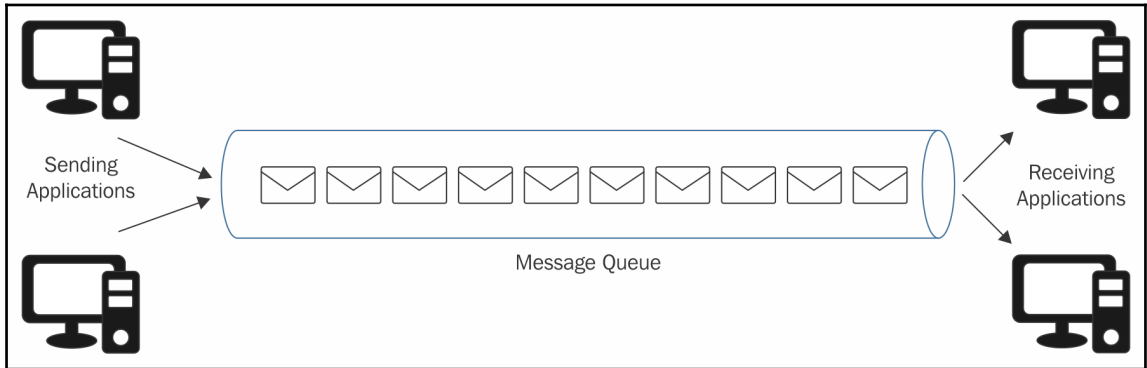 Sending
Applications
Receiving
Applications
Message Queue